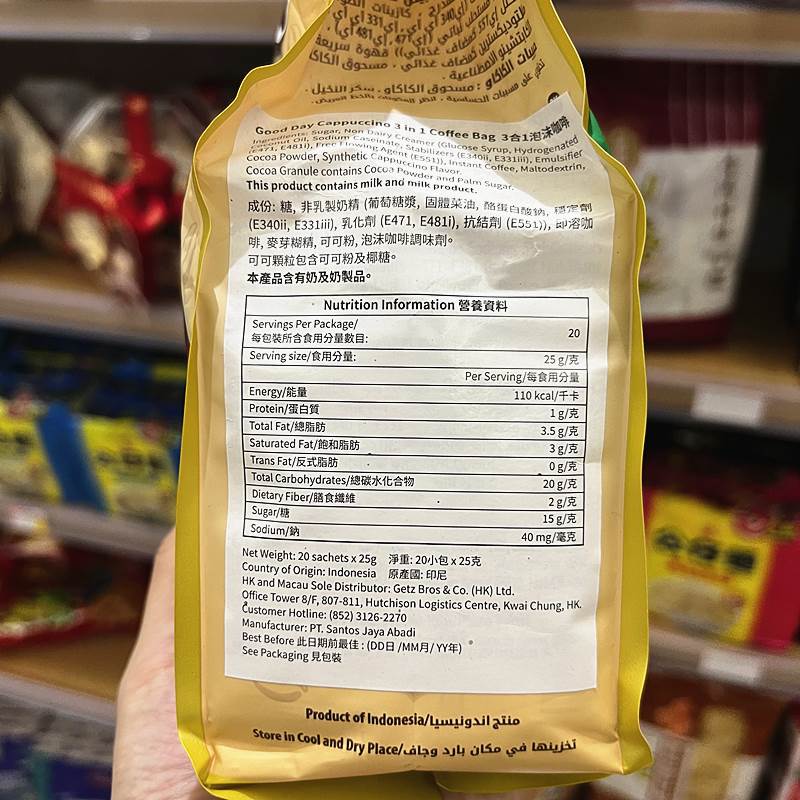 Good Day Cappuccino 3 in 1 Coffee Bag 3合1泡沫咖啡
Ingredients: Sugar, Non Dairy Creamer (Glucose Syrup, Hydrogenated
Coconut Oil, Sodium Caseinate, Stabilizers (E340ii, E331iii), Emulsifier
(E471, E481i), Free Flowing Agent (E551)), Instant Coffee, Maltodextrin,
Cocoa Powder, Synthetic Cappuccino Flavor.
Cocoa Granule contains Cocoa Powder and Palm Sugar.
This product contains milk and milk product.
成份: 糖, 非乳製奶精 (葡萄糖漿, 固體菜油, 酪蛋白酸鈉, 穩定劑
(E340ii, E331iii), 乳化劑 (E471, E481i), 抗結劑 (E551)), 即溶咖
啡, 麥芽糊精, 可可粉, 泡沫咖啡調味劑。
可可顆粒包含可可粉及椰糖。
本產品含有奶及奶製品。
Nutrition Information 營養資料
Servings Per Package/
每包裝所含食用分量數目: 20
Serving size/食用分量: 25 g/克
Per Serving/每食用分量
Energy/能量 110 kcal/千卡
Protein/蛋白質 1 g/克
Total Fat/總脂肪 3.5 g/克
Saturated Fat/飽和脂肪 3 g/克
Trans Fat/反式脂肪 0 g/克
Total Carbohydrates/總碳水化合物 20 g/克
Dietary Fiber/膳食纖維 2 g/克
Sugar/糖 15 g/克
Sodium/鈉 40 mg/毫克
Net Weight: 20 sachets x 25g 淨重: 20小包 x 25克
Country of Origin: Indonesia 原產國: 印尼
HK and Macau Sole Distributor: Getz Bros & Co. (HK) Ltd.
Office Tower 8/F, 807-811, Hutchison Logistics Centre, Kwai Chung, HK.
Customer Hotline: (852) 3126-2270
Manufacturer: PT. Santos Jaya Abadi
Best Before 此日期前最佳 : (DD日 /MM月/ YY年)
See Packaging 見包裝
Product of Indonesia/منتج اندونيسيا
Store in Cool and Dry Place/تخزينها في مكان بارد وجاف